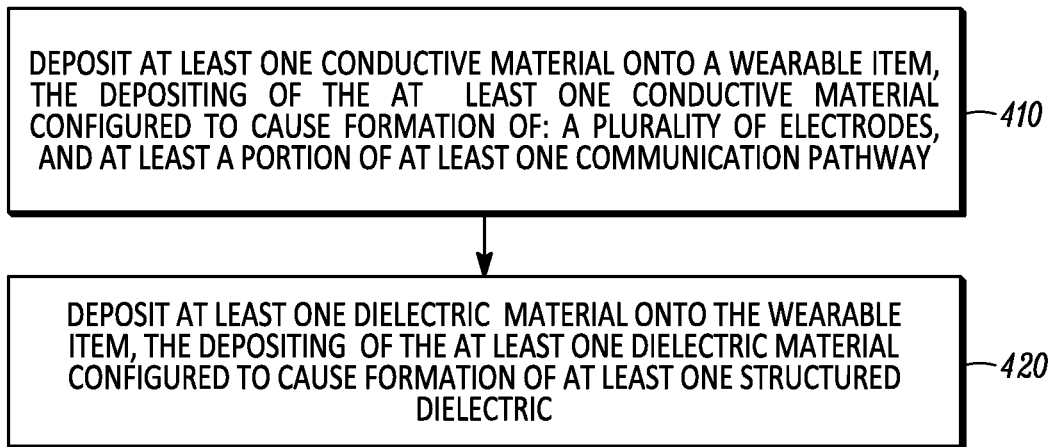 DEPOSIT AT LEAST ONE CONDUCTIVE MATERIAL ONTO A WEARABLE ITEM,
THE DEPOSITING OF THE AT LEAST ONE CONDUCTIVE MATERIAL
CONFIGURED TO CAUSE FORMATION OF: A PLURALITY OF ELECTRODES,
AND AT LEAST A PORTION OF AT LEAST ONE COMMUNICATION PATHWAY
410
DEPOSIT AT LEAST ONE DIELECTRIC MATERIAL ONTO THE WEARABLE
ITEM, THE DEPOSITING OF THE AT LEAST ONE DIELECTRIC MATERIAL
CONFIGURED TO CAUSE FORMATION OF AT LEAST ONE STRUCTURED
DIELECTRIC
420